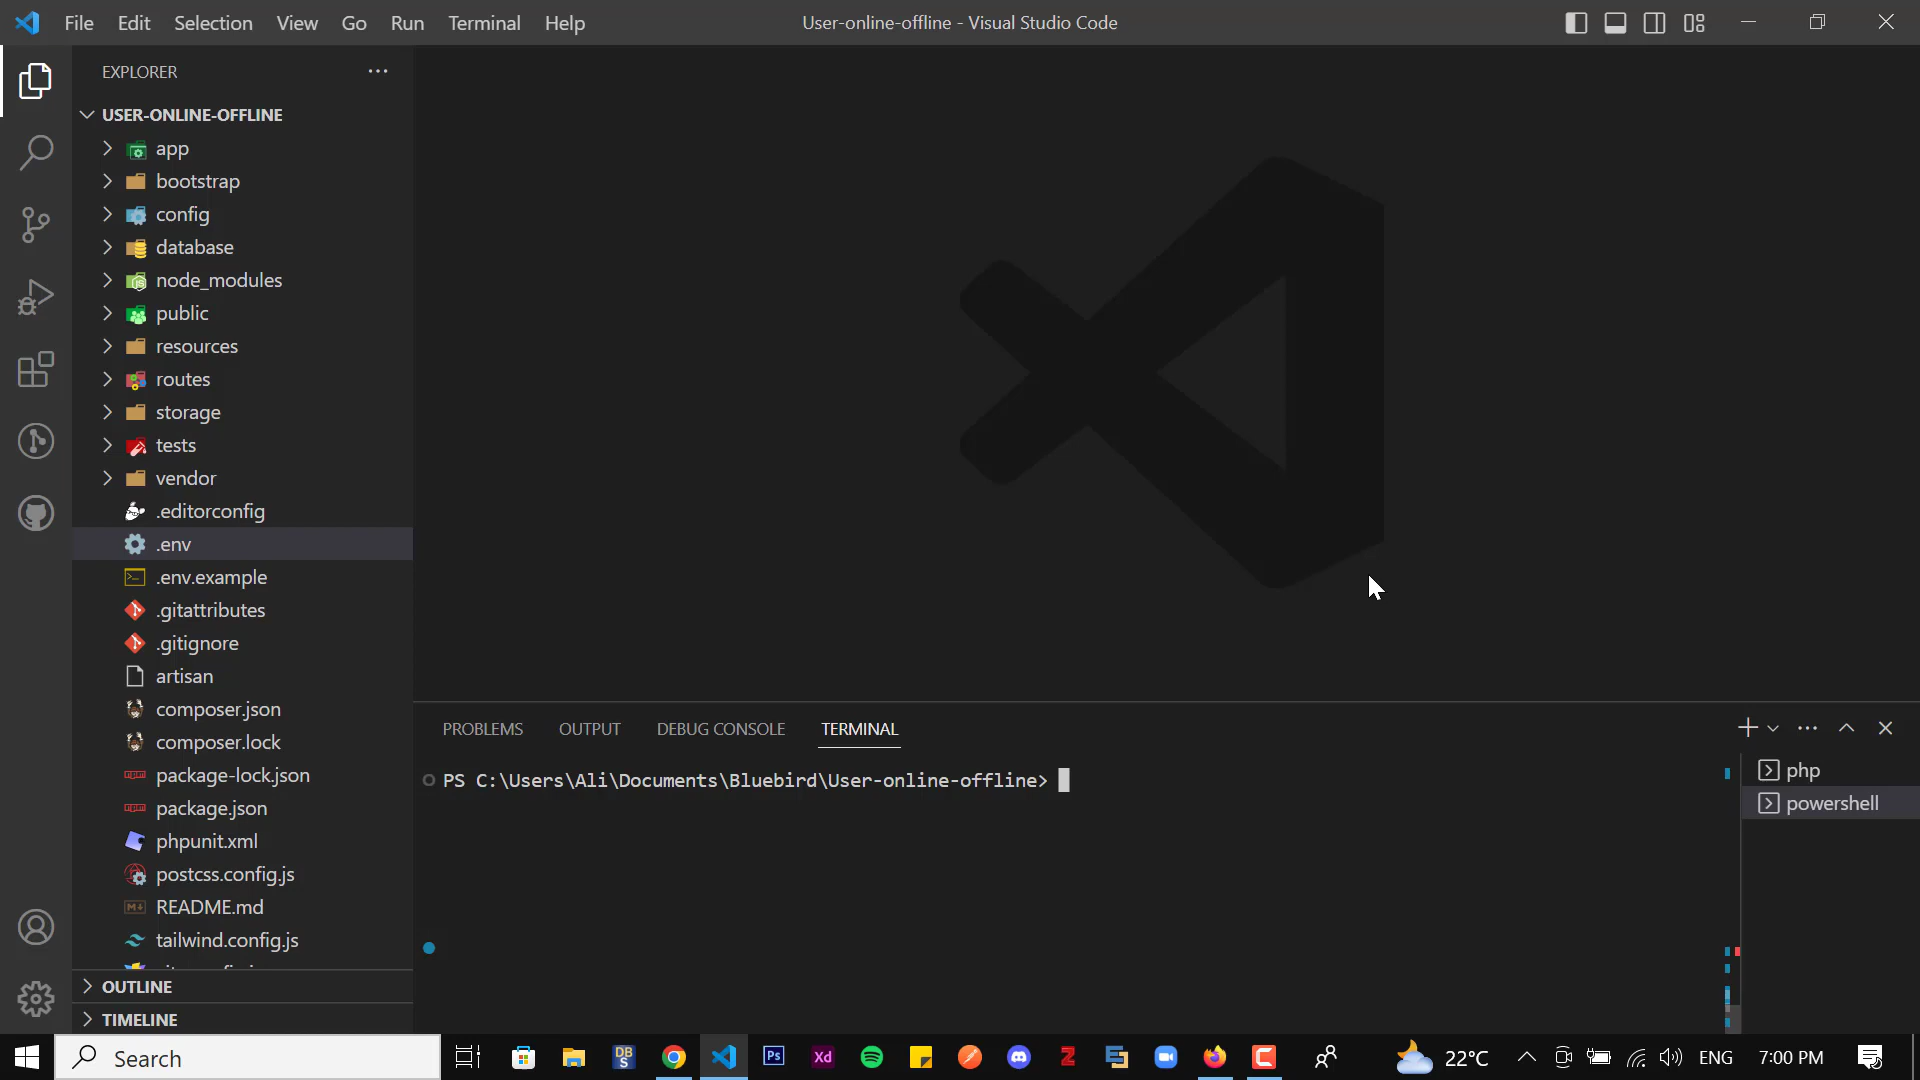 File Edit Selection View Go Run Terminal Help
User-online-offline - Visual Studio Code
EXPLORER
USER-ONLINE-OFFLINE
app
bootstrap
config
database
node_modules
public
resources
routes
storage
tests
vendor
.editorconfig
.env
.env.example
.gitattributes
.gitignore
artisan
composer.json
composer.lock
package-lock.json
package.json
phpunit.xml
postcss.config.js
README.md
tailwind.config.js
OUTLINE
TIMELINE
PROBLEMS OUTPUT DEBUG CONSOLE TERMINAL
PS C:\Users\Ali\Documents\Bluebird\User-online-offline>
php
powershell
Search
22°C
ENG
7:00 PM